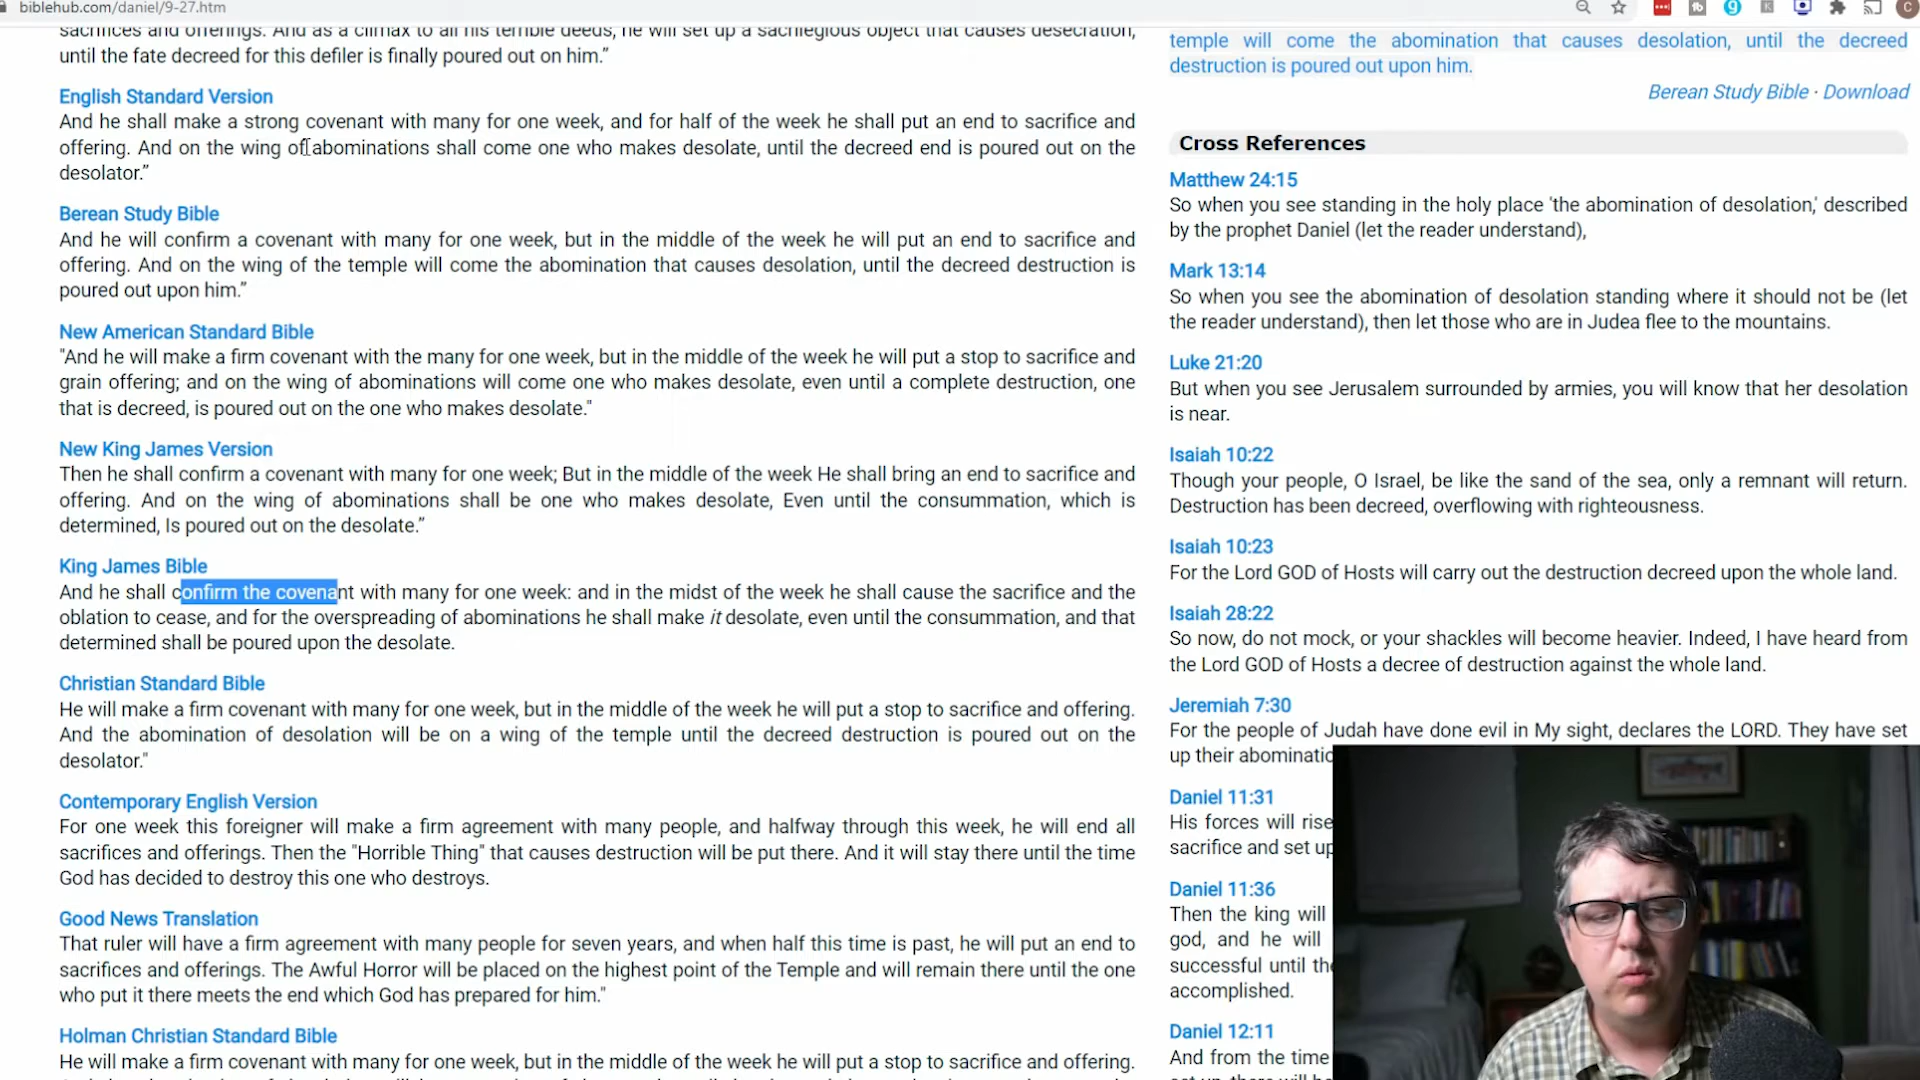 biblehub.com/daniel/9-27.htm
sacrifices and offerings. And as a climax to all his terrible deeds, he will set up a sacrilegious object that causes desecration,
until the fate decreed for this defiler is finally poured out on him.”
English Standard Version
And he shall make a strong covenant with many for one week, and for half of the week he shall put an end to sacrifice and
offering. And on the wing of abominations shall come one who makes desolate, until the decreed end is poured out on the
desolator.”
Berean Study Bible
And he will confirm a covenant with many for one week, but in the middle of the week he will put an end to sacrifice and
offering. And on the wing of the temple will come the abomination that causes desolation, until the decreed destruction is
poured out upon him.”
New American Standard Bible
"And he will make a firm covenant with the many for one week, but in the middle of the week he will put a stop to sacrifice and
grain offering; and on the wing of abominations will come one who makes desolate, even until a complete destruction, one
that is decreed, is poured out on the one who makes desolate."
New King James Version
Then he shall confirm a covenant with many for one week; But in the middle of the week He shall bring an end to sacrifice and
offering. And on the wing of abominations shall be one who makes desolate, Even until the consummation, which is
determined, Is poured out on the desolate.”
King James Bible
And he shall confirm the covenant with many for one week: and in the midst of the week he shall cause the sacrifice and the
oblation to cease, and for the overspreading of abominations he shall make it desolate, even until the consummation, and that
determined shall be poured upon the desolate.
Christian Standard Bible
He will make a firm covenant with many for one week, but in the middle of the week he will put a stop to sacrifice and offering.
And the abomination of desolation will be on a wing of the temple until the decreed destruction is poured out on the
desolator."
Contemporary English Version
For one week this foreigner will make a firm agreement with many people, and halfway through this week, he will end all
sacrifices and offerings. Then the "Horrible Thing" that causes destruction will be put there. And it will stay there until the time
God has decided to destroy this one who destroys.
Good News Translation
That ruler will have a firm agreement with many people for seven years, and when half this time is past, he will put an end to
sacrifices and offerings. The Awful Horror will be placed on the highest point of the Temple and will remain there until the one
who put it there meets the end which God has prepared for him."
Holman Christian Standard Bible
He will make a firm covenant with many for one week, but in the middle of the week he will put a stop to sacrifice and offering.
temple will come the abomination that causes desolation, until the decreed
destruction is poured out upon him.
Berean Study Bible · Download
Cross References
Matthew 24:15
So when you see standing in the holy place 'the abomination of desolation,' described
by the prophet Daniel (let the reader understand),
Mark 13:14
So when you see the abomination of desolation standing where it should not be (let
the reader understand), then let those who are in Judea flee to the mountains.
Luke 21:20
But when you see Jerusalem surrounded by armies, you will know that her desolation
is near.
Isaiah 10:22
Though your people, O Israel, be like the sand of the sea, only a remnant will return.
Destruction has been decreed, overflowing with righteousness.
Isaiah 10:23
For the Lord GOD of Hosts will carry out the destruction decreed upon the whole land.
Isaiah 28:22
So now, do not mock, or your shackles will become heavier. Indeed, I have heard from
the Lord GOD of Hosts a decree of destruction against the whole land.
Jeremiah 7:30
For the people of Judah have done evil in My sight, declares the LORD. They have set
up their
Daniel 11:31
His forces will rise
sacrifice and set up
Daniel 11:36
Then the king will
god, and he will
successful until
accomplished.
Daniel 12:11
And from the time